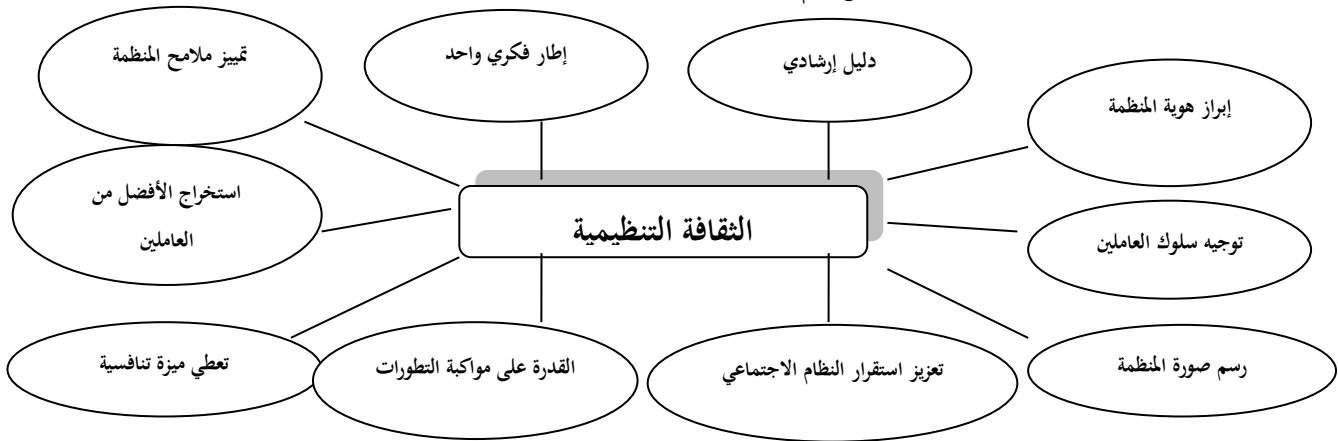 دليل إرشادي
إطار فكري واحد
تمييز ملامح المنظمة
إبراز هوية المنظمة
استخراج الأفضل من
العاملين
الثقافة التنظيمية
توجيه سلوك العاملين
رسم صورة المنظمة
تعزيز استقرار النظام الاجتماعي
القدرة على مواكبة التطورات
تعطي ميزة تنافسية